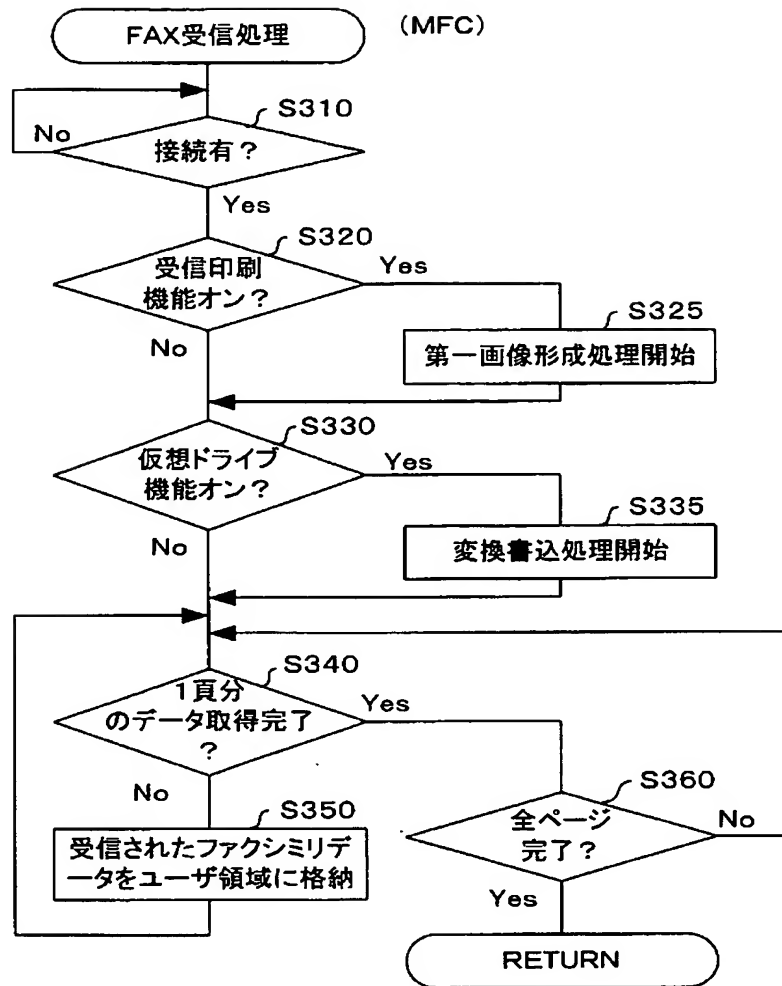 FAX受信処理
(MFC)
S310
No
接続有?
Yes
S320
受信印刷
機能オン?
Yes
S325
No
第一画像形成処理開始
S330
仮想ドライブ
機能オン?
Yes
S335
No
変換書込処理開始
S340
1頁分
のデータ取得完了
?
Yes
S360
No
S350
全ページ
完了?
No
受信されたファクシミリデ
ータをユーザ領域に格納
Yes
RETURN